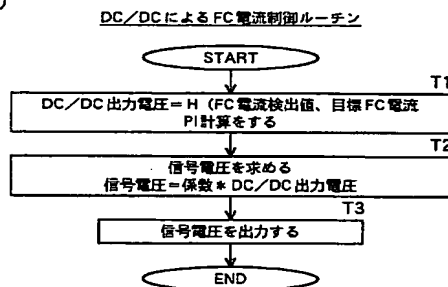 DC／DCによるFC電流制御ルーチン
START
T1
DC／DC出力電圧＝H（FC電流検出値、目標FC電流
PI計算をする
T2
信号電圧を求める
信号電圧＝係数＊DC／DC出力電圧
T3
信号電圧を出力する
END